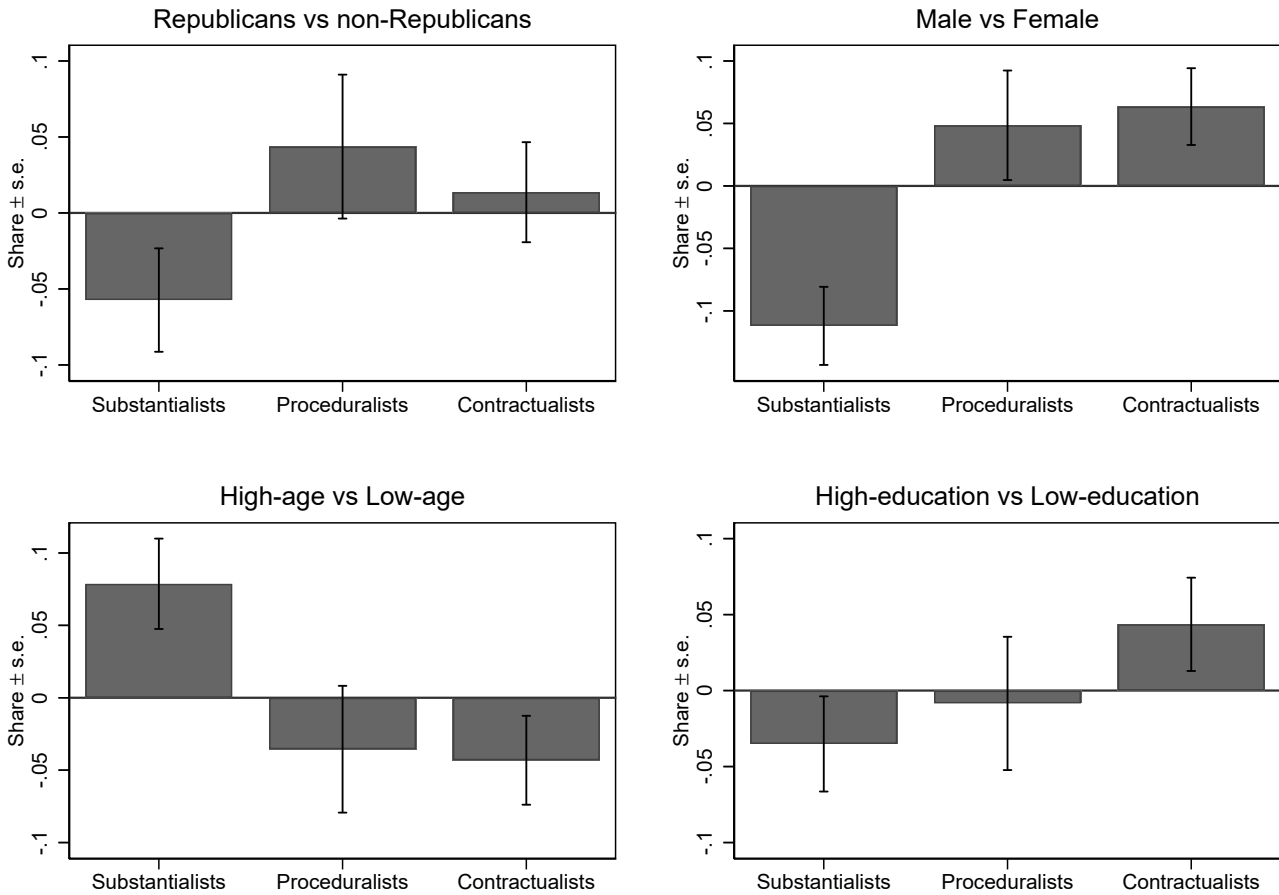 Republicans vs non-Republicans
Share ± s.e.
.1
.05
0
-.05
-.1
Substantialists Proceduralists Contractualists
Male vs Female
Share ± s.e.
.1
.05
0
-.05
-.1
Substantialists Proceduralists Contractualists
High-age vs Low-age
Share ± s.e.
.1
.05
0
-.05
-.1
Substantialists Proceduralists Contractualists
High-education vs Low-education
Share ± s.e.
.1
.05
0
-.05
-.1
Substantialists Proceduralists Contractualists